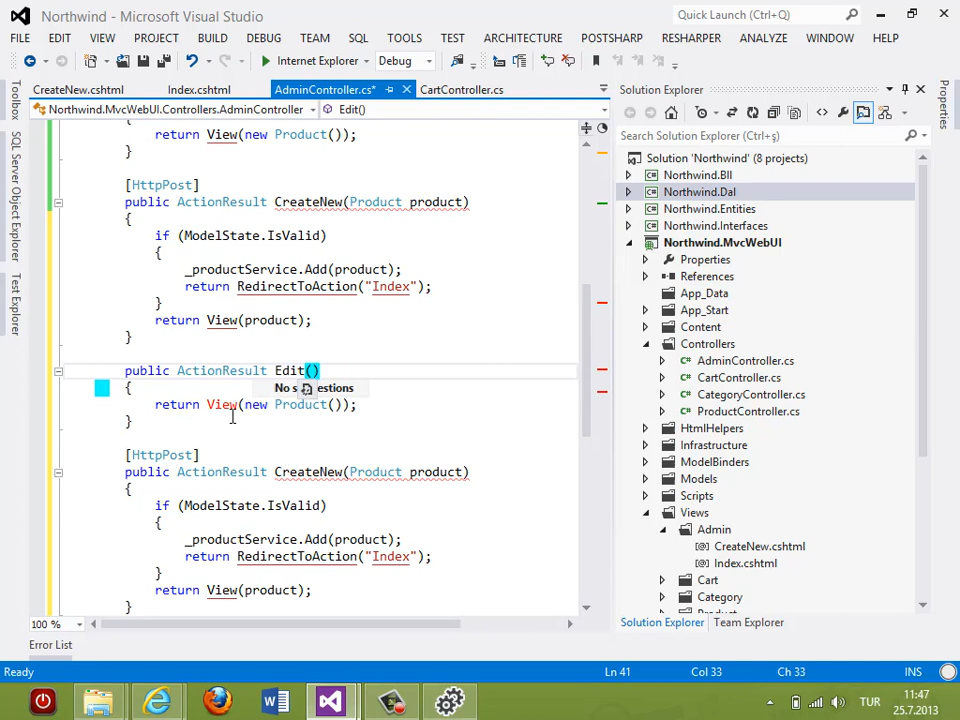 Northwind - Microsoft Visual Studio
Quick Launch (Ctrl+Q)
FILE EDIT VIEW PROJECT BUILD DEBUG TEAM SQL TOOLS TEST ARCHITECTURE POSTSHARP RESHARPER ANALYZE WINDOW HELP
Internet Explorer Debug
CreateNew.cshtml Index.cshtml AdminController.cs* CartController.cs
Northwind.MvcWebUI.Controllers.AdminController Edit()
Toolbox
SQL Server Object Explorer
Test Explorer
{
return View(new Product());
}
[HttpPost]
public ActionResult CreateNew(Product product)
{
if (ModelState.IsValid)
{
_productService.Add(product);
return RedirectToAction("Index");
}
return View(product);
}
public ActionResult Edit()
{
return View(new Product());
}
[HttpPost]
public ActionResult CreateNew(Product product)
{
if (ModelState.IsValid)
{
_productService.Add(product);
return RedirectToAction("Index");
}
return View(product);
}
100 %
Solution Explorer
Search Solution Explorer (Ctrl+ş)
Solution 'Northwind' (8 projects)
Northwind.Bll
Northwind.Dal
Northwind.Entities
Northwind.Interfaces
Northwind.MvcWebUI
Properties
References
App_Data
App_Start
Content
Controllers
AdminController.cs
CartController.cs
CategoryController.cs
ProductController.cs
HtmlHelpers
Infrastructure
ModelBinders
Models
Scripts
Views
Admin
CreateNew.cshtml
Index.cshtml
Cart
Category
Solution Explorer Team Explorer
Properties
Error List
Ready Ln 41 Col 33 Ch 33 INS
TUR
11:47
25.7.2013